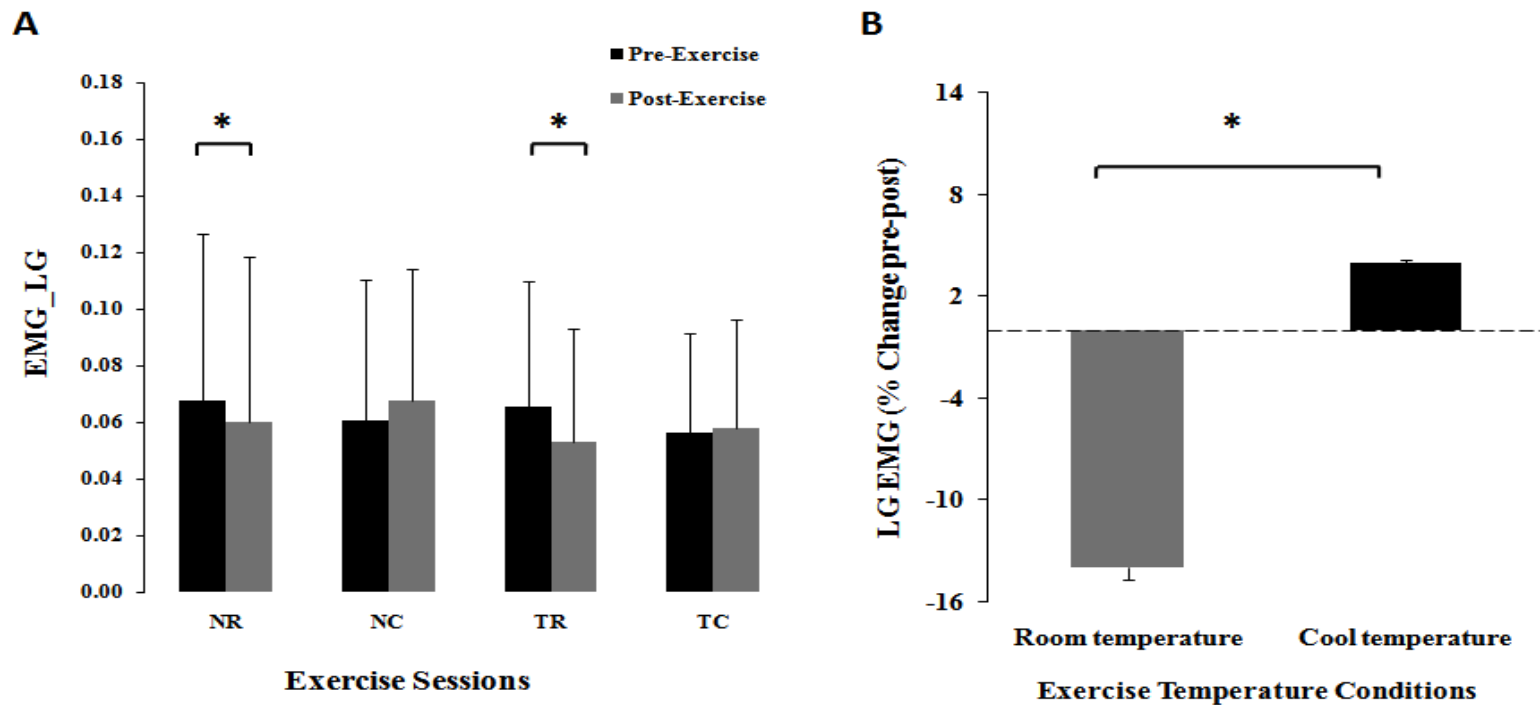 A
Pre-Exercise
Post-Exercise
0.18
0.16
0.14
0.12
0.10
0.08
0.06
0.04
0.02
0.00
EMG_LG
*
*
NR NC TR TC
Exercise Sessions
B
14
8
2
-4
-10
-16
LG EMG (% Change pre-post)
*
Room temperature Cool temperature
Exercise Temperature Conditions